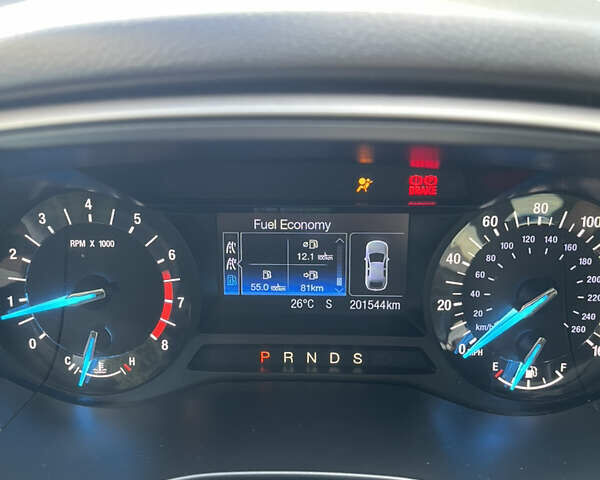 BRAKE
Fuel Economy
12.1 l/100km
55.0 l/100km
81km
26°C S 201544km
P R N D S
0 1 2 3 4 5 6 7 8
RPM X 1000
C H
0 20 40 60 80 100
20 40 60 80 100 120 140 160 180 200 220 240 260
km/h
MPH
E F